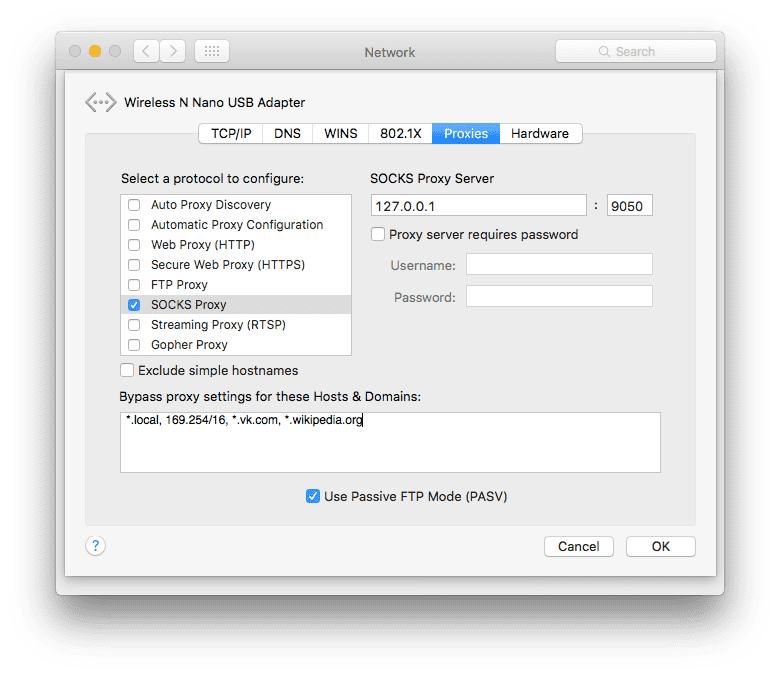 Network
Search
Wireless N Nano USB Adapter
TCP/IP DNS WINS 802.1X Proxies Hardware
Select a protocol to configure:
Auto Proxy Discovery
Automatic Proxy Configuration
Web Proxy (HTTP)
Secure Web Proxy (HTTPS)
FTP Proxy
SOCKS Proxy
Streaming Proxy (RTSP)
Gopher Proxy
SOCKS Proxy Server
127.0.0.1 : 9050
Proxy server requires password
Username:
Password:
Exclude simple hostnames
Bypass proxy settings for these Hosts & Domains:
*.local, 169.254/16, *.vk.com, *.wikipedia.org
Use Passive FTP Mode (PASV)
? Cancel OK